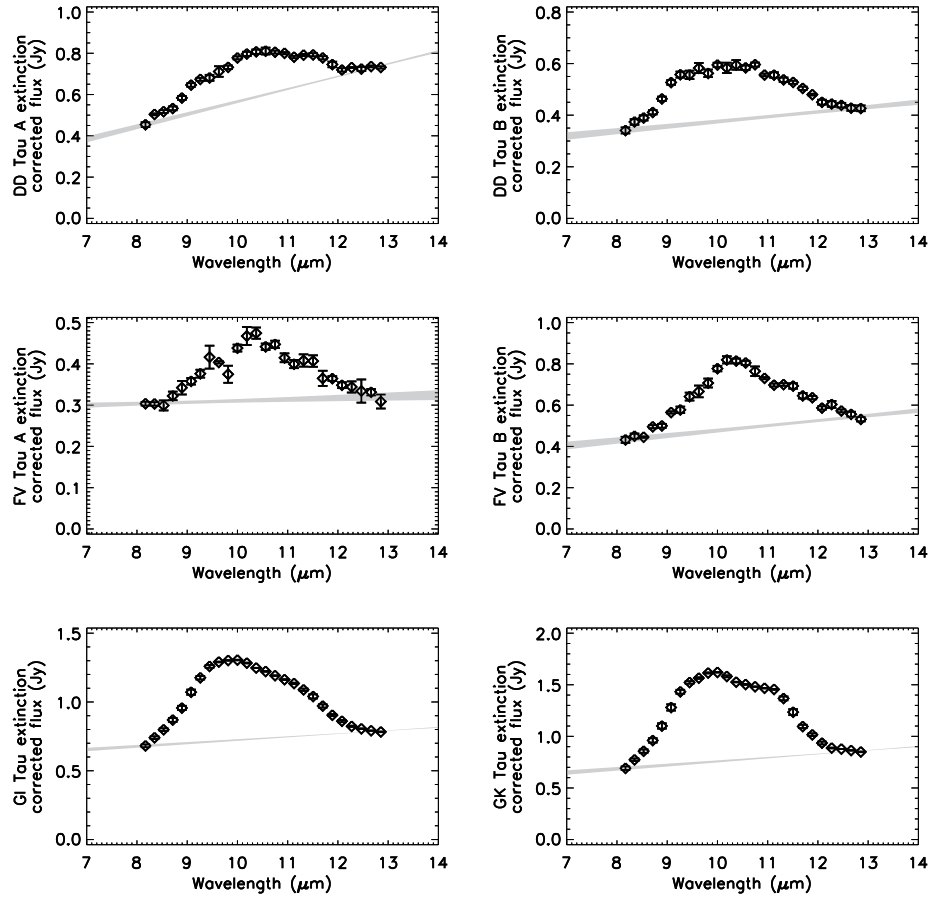 DD Tau A extinction
corrected flux (Jy)
1.0
0.8
0.6
0.4
0.2
0.0
7 8 9 10 11 12 13 14
Wavelength (μm)
DD Tau B extinction
corrected flux (Jy)
0.8
0.6
0.4
0.2
0.0
7 8 9 10 11 12 13 14
Wavelength (μm)
FV Tau A extinction
corrected flux (Jy)
0.5
0.4
0.3
0.2
0.1
0.0
7 8 9 10 11 12 13 14
Wavelength (μm)
FV Tau B extinction
corrected flux (Jy)
1.0
0.8
0.6
0.4
0.2
0.0
7 8 9 10 11 12 13 14
Wavelength (μm)
GI Tau extinction
corrected flux (Jy)
1.5
1.0
0.5
0.0
7 8 9 10 11 12 13 14
Wavelength (μm)
GK Tau extinction
corrected flux (Jy)
2.0
1.5
1.0
0.5
0.0
7 8 9 10 11 12 13 14
Wavelength (μm)